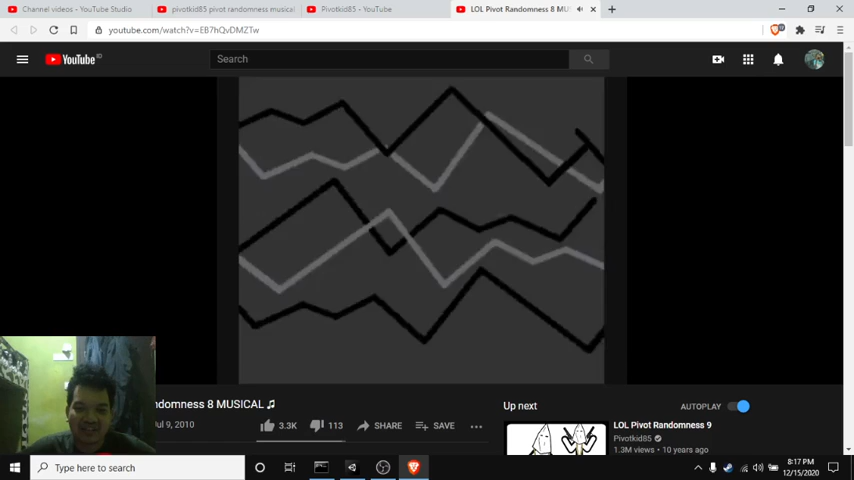 Channel videos - YouTube Studio
pivotkid85 pivot randomness musical
Pivotkid85 - YouTube
LOL Pivot Randomness 8 MU
youtube.com/watch?v=EB7hQvDMZTw
YouTube ID
Search
ndomness 8 MUSICAL ♫
ul 9, 2010
3.3K
113
SHARE
SAVE
Up next
AUTOPLAY
LOL Pivot Randomness 9
Pivotkid85
1.3M views • 10 years ago
Type here to search
8:17 PM
12/15/2020